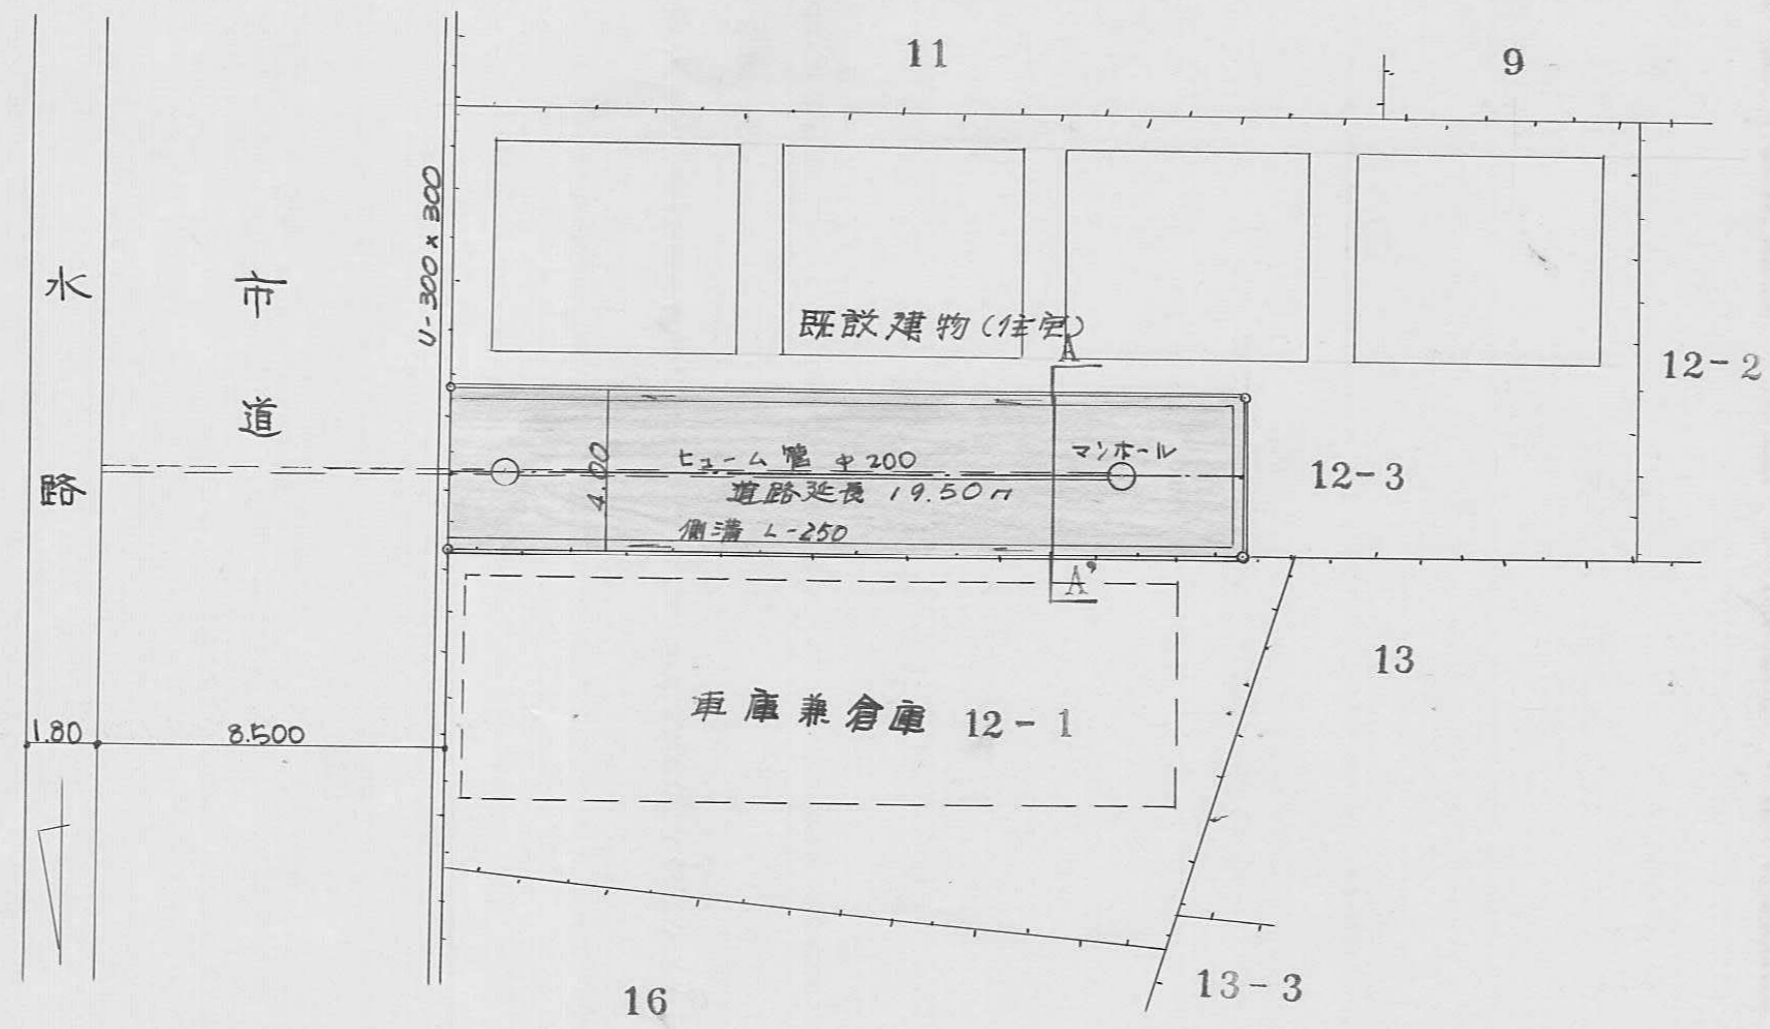 11
9
U-300×300
水路
市道
既設建物(住宅)
A
12-2
4.00
ヒューム管 φ200
マンホール
道路延長 19.50m
側溝 L-250
12-3
A'
13
車庫兼倉庫 12-1
1.80
8.500
13-3
16